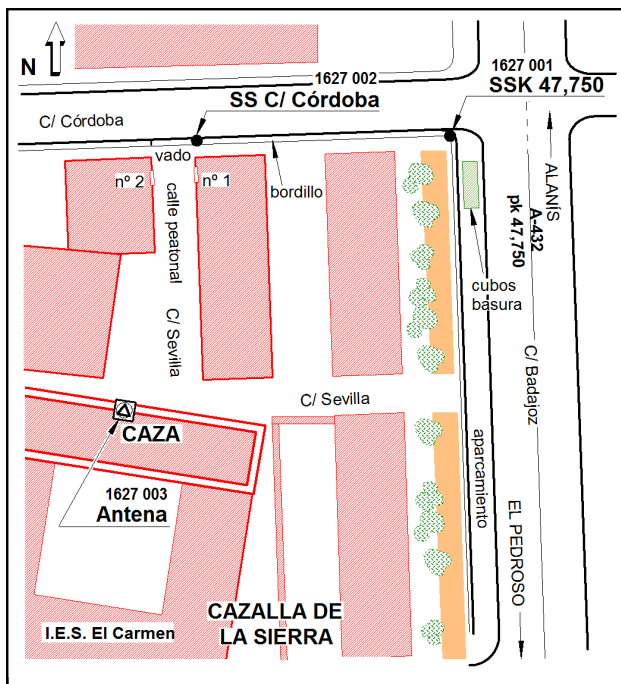 N
1627 002
1627 001
SS C/ Córdoba
SSK 47,750
C/ Córdoba
vado
nº 2
nº 1
bordillo
calle peatonal
C/ Sevilla
ALANÍS
A-432
pk 47,750
cubos
basura
C/ Badajoz
C/ Sevilla
CAZA
aparcamiento
1627 003
Antena
EL PEDROSO
I.E.S. El Carmen
CAZALLA DE
LA SIERRA